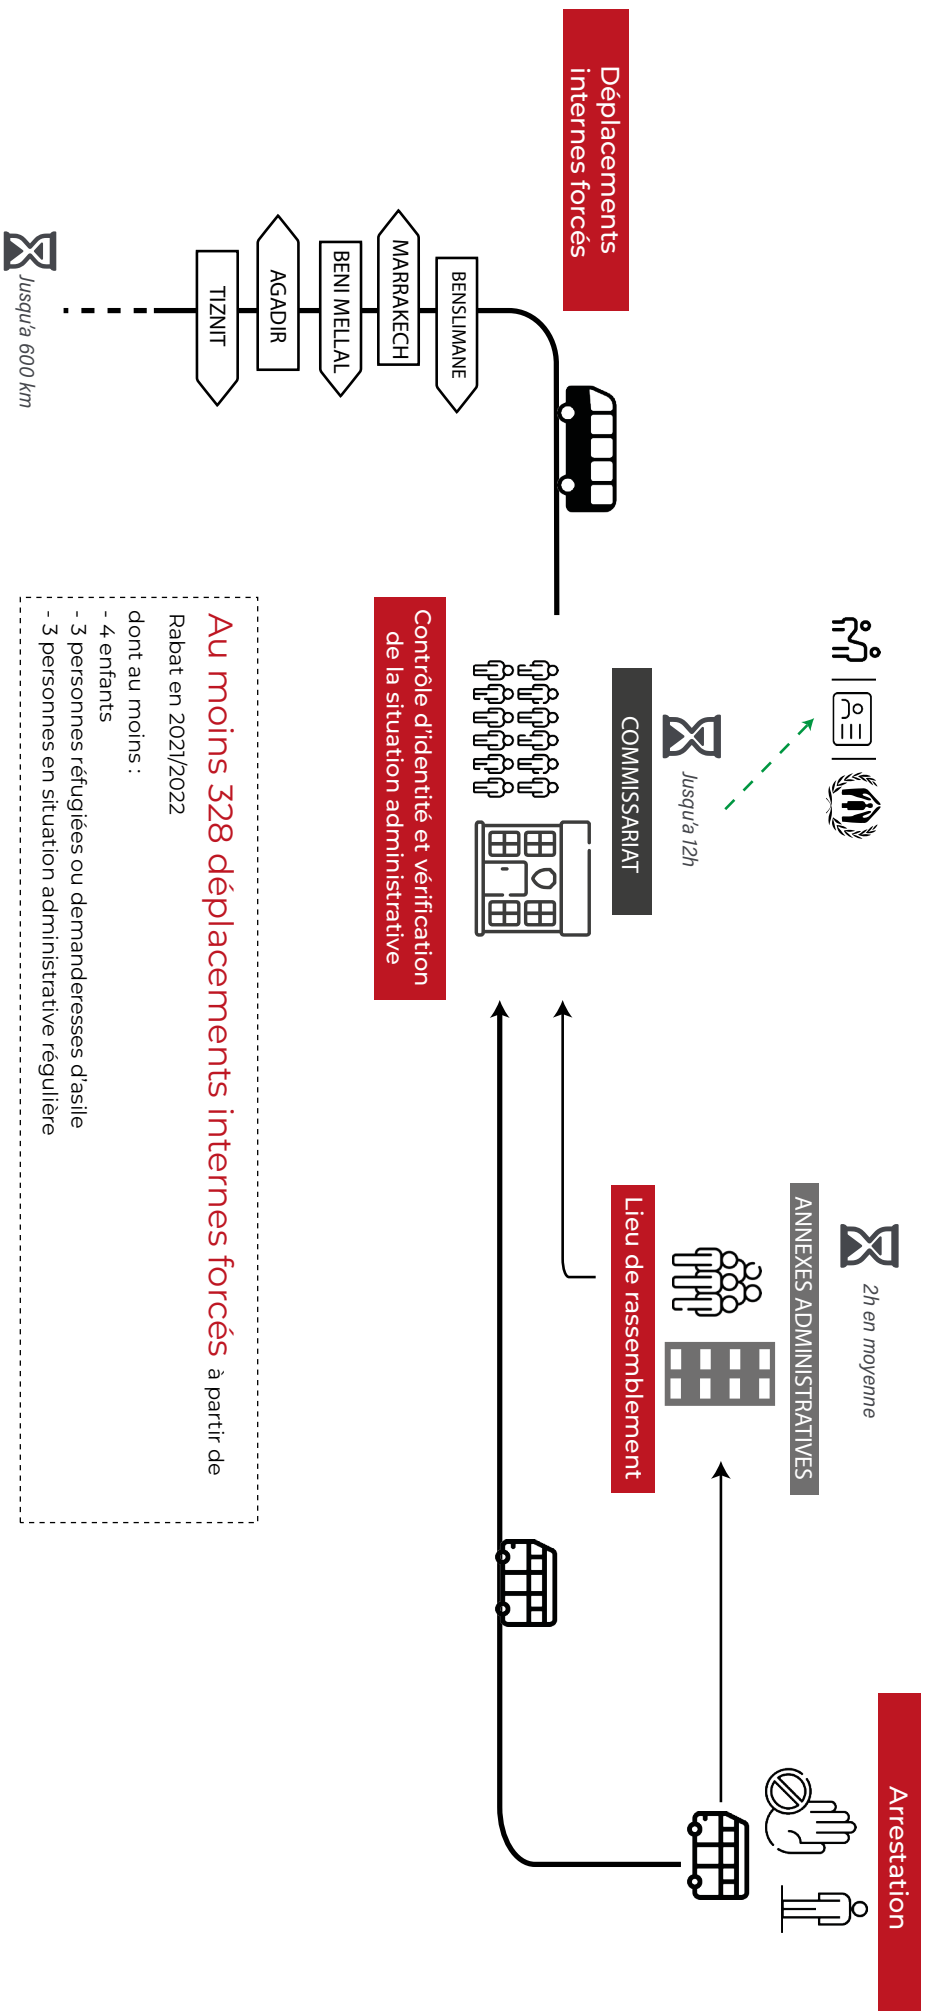 Arrestation
2h en moyenne
ANNEXES ADMINISTRATIVES
Lieu de rassemblement
Jusqu'a 12h
COMMISSARIAT
Contrôle d'identité et vérification
de la situation administrative
Déplacements
internes forcés
BENSLIMANE
MARRAKECH
BENI MELLAL
AGADIR
TIZNIT
Jusqu'a 600 km
Au moins 328 déplacements internes forcés à partir de
Rabat en 2021/2022
dont au moins :
- 4 enfants
- 3 personnes réfugiées ou demanderesses d'asile
- 3 personnes en situation administrative régulière